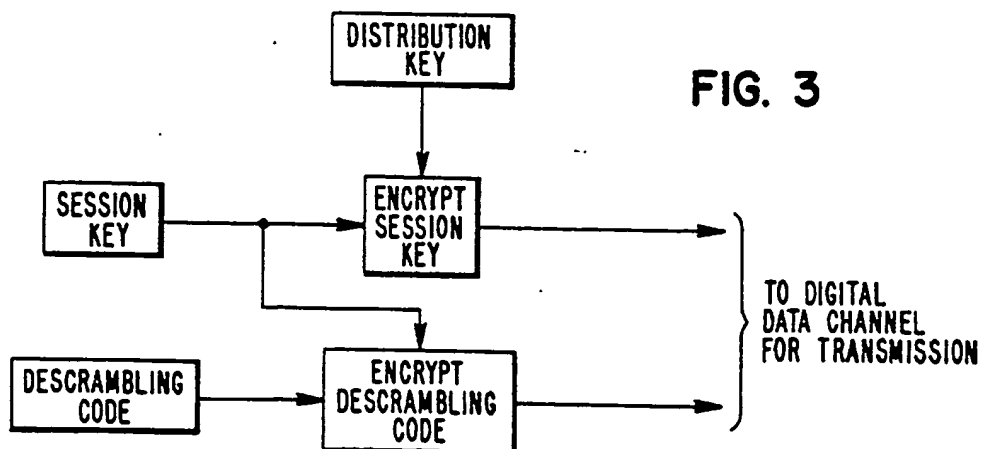 DISTRIBUTION
KEY
FIG. 3
SESSION
KEY
ENCRYPT
SESSION
KEY
TO DIGITAL
DATA CHANNEL
FOR TRANSMISSION
DESCRAMBLING
CODE
ENCRYPT
DESCRAMBLING
CODE